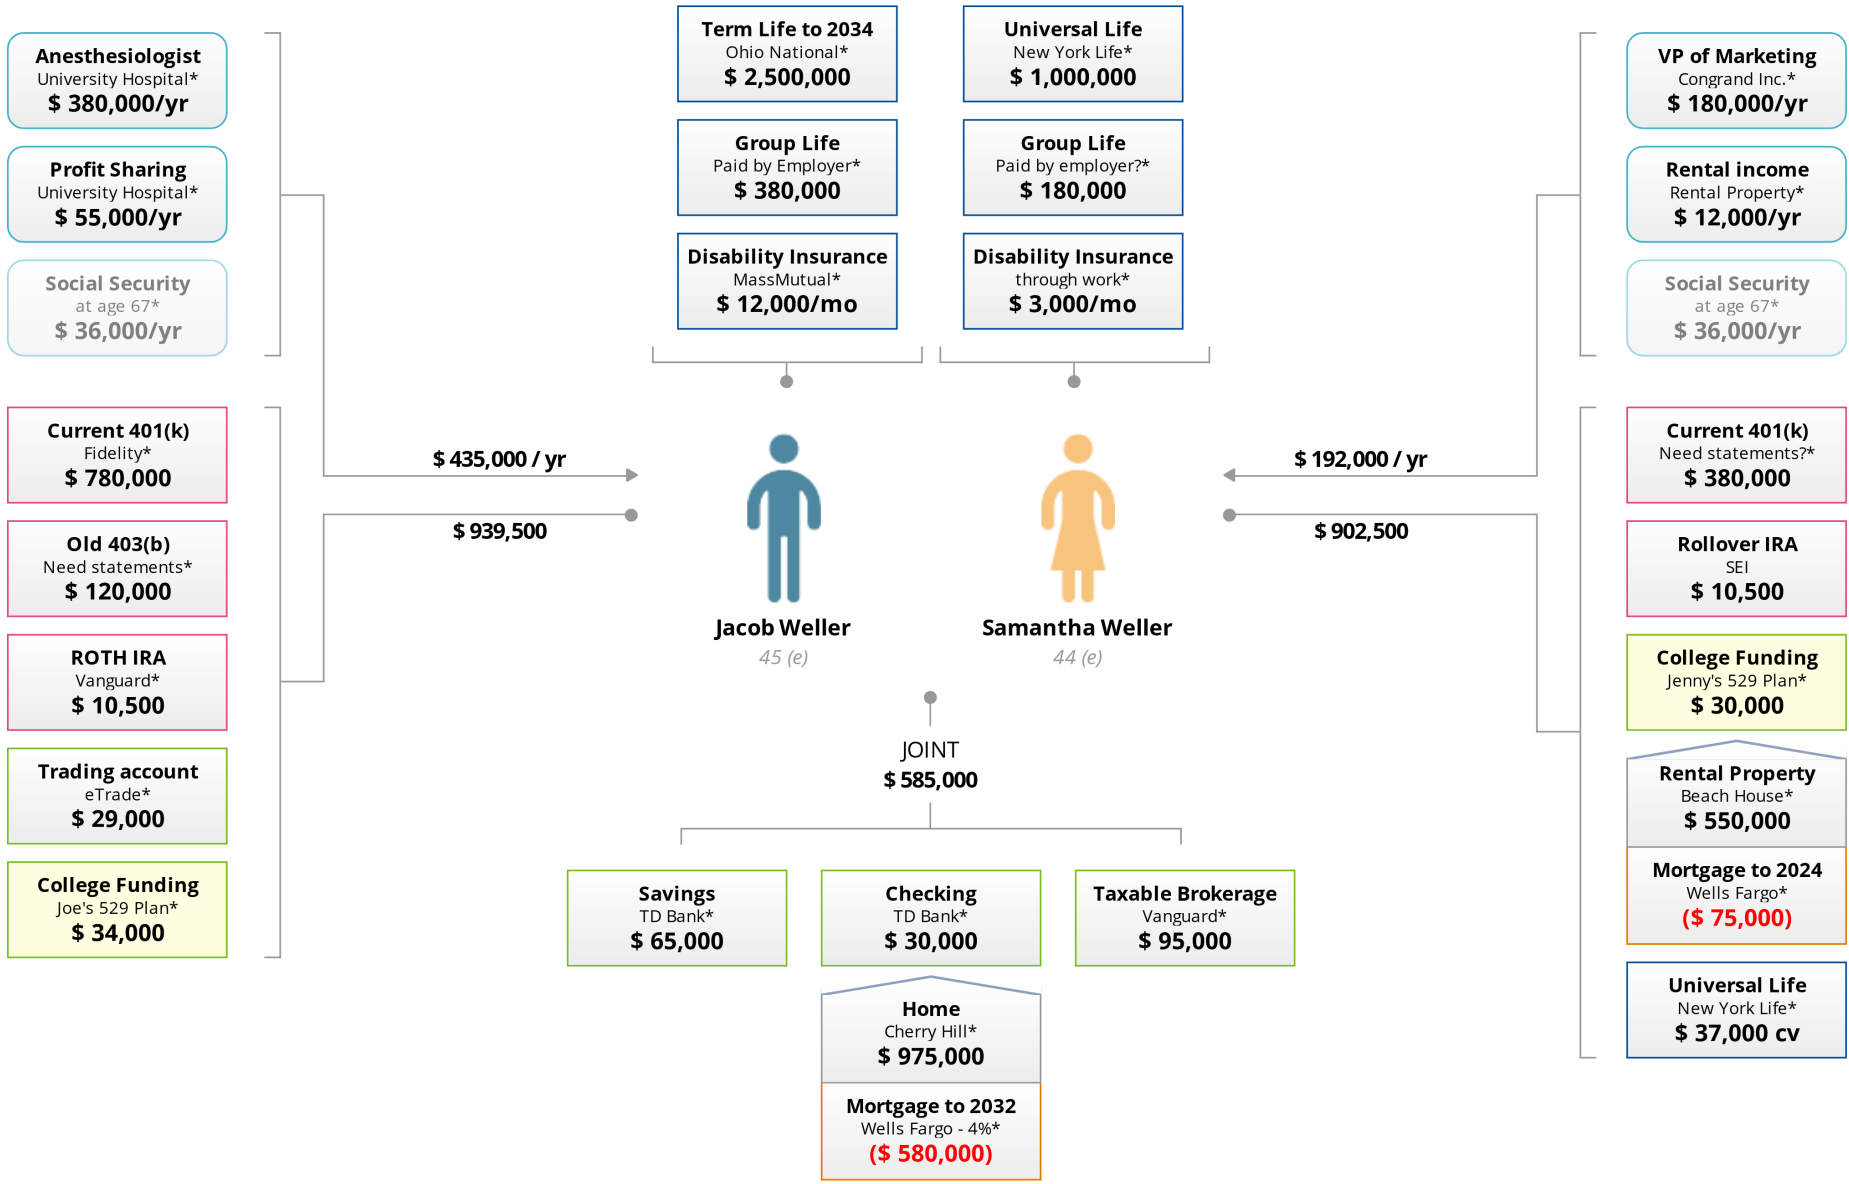 Anesthesiologist
University Hospital*
$ 380,000/yr
Profit Sharing
University Hospital*
$ 55,000/yr
Social Security
at age 67*
$ 36,000/yr
Current 401(k)
Fidelity*
$ 780,000
Old 403(b)
Need statements*
$ 120,000
ROTH IRA
Vanguard*
$ 10,500
Trading account
eTrade*
$ 29,000
College Funding
Joe's 529 Plan*
$ 34,000
$ 435,000 / yr
$ 939,500
Term Life to 2034
Ohio National*
$ 2,500,000
Group Life
Paid by Employer*
$ 380,000
Disability Insurance
MassMutual*
$ 12,000/mo
Universal Life
New York Life*
$ 1,000,000
Group Life
Paid by employer?*
$ 180,000
Disability Insurance
through work*
$ 3,000/mo
Jacob Weller
45 (e)
Samantha Weller
44 (e)
JOINT
$ 585,000
Savings
TD Bank*
$ 65,000
Checking
TD Bank*
$ 30,000
Taxable Brokerage
Vanguard*
$ 95,000
Home
Cherry Hill*
$ 975,000
Mortgage to 2032
Wells Fargo - 4%*
($ 580,000)
$ 192,000 / yr
$ 902,500
VP of Marketing
Congrand Inc.*
$ 180,000/yr
Rental income
Rental Property*
$ 12,000/yr
Social Security
at age 67*
$ 36,000/yr
Current 401(k)
Need statements?*
$ 380,000
Rollover IRA
SEI
$ 10,500
College Funding
Jenny's 529 Plan*
$ 30,000
Rental Property
Beach House*
$ 550,000
Mortgage to 2024
Wells Fargo*
($ 75,000)
Universal Life
New York Life*
$ 37,000 cv